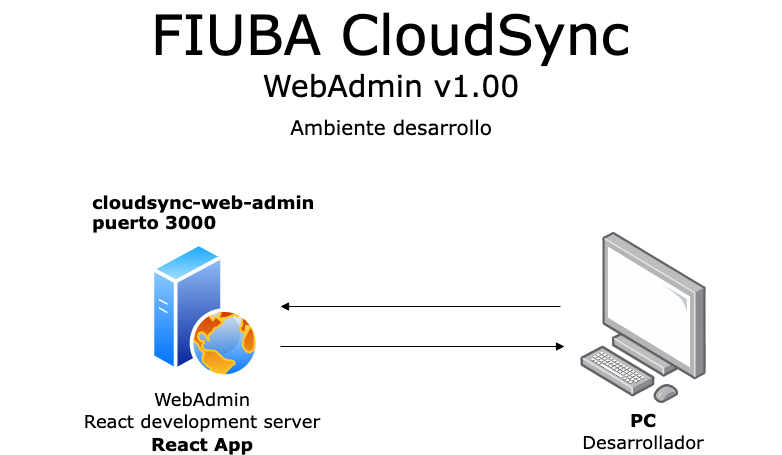 FIUBA CloudSync
WebAdmin v1.00
Ambiente desarrollo
cloudsync-web-admin
puerto 3000
WebAdmin
React development server
React App
PC
Desarrollador